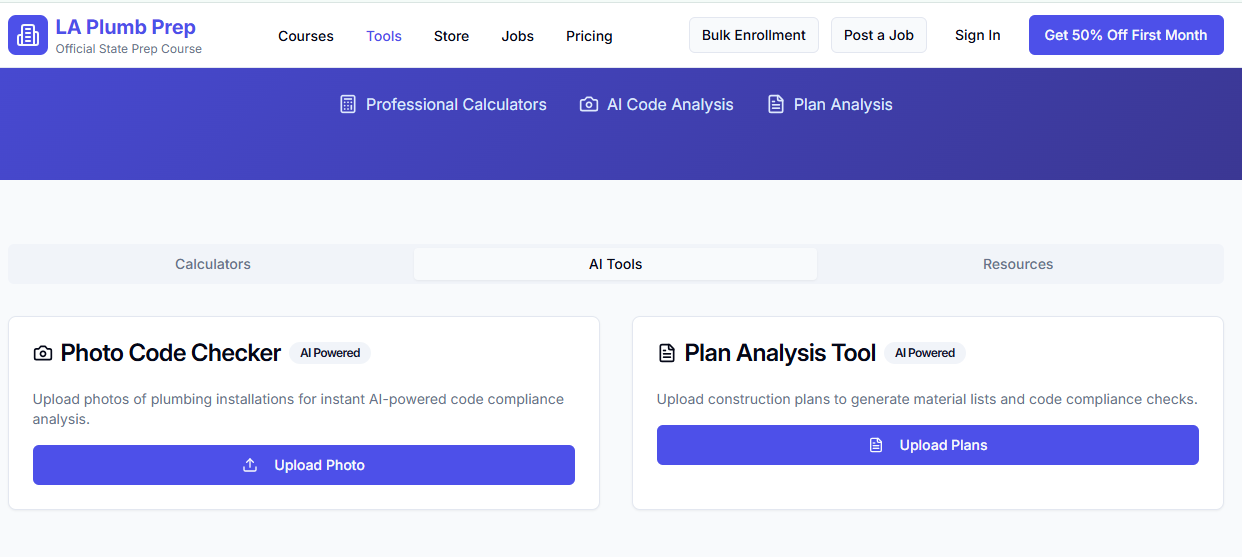 LA Plumb Prep
Official State Prep Course
Courses
Tools
Store
Jobs
Pricing
Bulk Enrollment
Post a Job
Sign In
Get 50% Off First Month
Professional Calculators
AI Code Analysis
Plan Analysis
Calculators
AI Tools
Resources
Photo Code Checker
AI Powered
Upload photos of plumbing installations for instant AI-powered code compliance
analysis.
Upload Photo
Plan Analysis Tool
AI Powered
Upload construction plans to generate material lists and code compliance checks.
Upload Plans